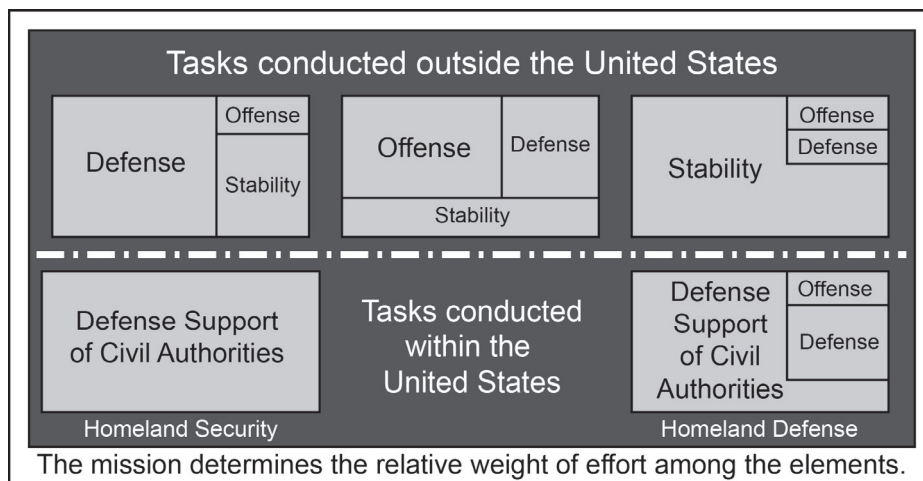 Tasks conducted outside the United States
Defense
Offense
Stability
Offense
Defense
Stability
Stability
Offense
Defense
Defense Support
of Civil Authorities
Homeland Security
Tasks conducted
within the
United States
Defense
Support
of Civil
Authorities
Offense
Defense
Homeland Defense
The mission determines the relative weight of effort among the elements.